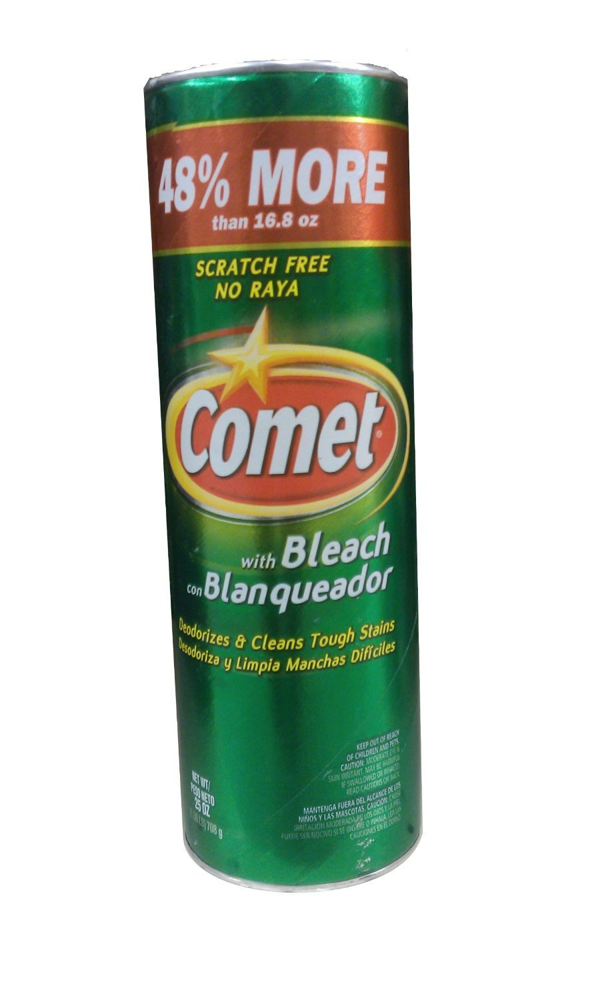 48% MORE
than 16.8 oz
SCRATCH FREE
NO RAYA
Comet®
with Bleach
con Blanqueador
Deodorizes & Cleans Tough Stains
Desodoriza y Limpia Manchas Difíciles
NET WT/
PESO NETO
25 OZ
708 g
KEEP OUT OF REACH
OF CHILDREN AND PETS.
CAUTION: MODERATE EYE
SKIN IRRITANT. MAY BE HARMFUL
IF SWALLOWED OR INHALED.
READ CAUTIONS ON BACK.
MANTENGA FUERA DEL ALCANCE DE LOS
NIÑOS Y LAS MASCOTAS. CAUCIÓN: CAUSA
IRRITACIÓN MODERADA EN LOS OJOS Y LA PIEL.
PUEDE SER NOCIVO SI SE INGIERE O INHALA. LEA LAS
CAUCIONES EN EL DORSO.